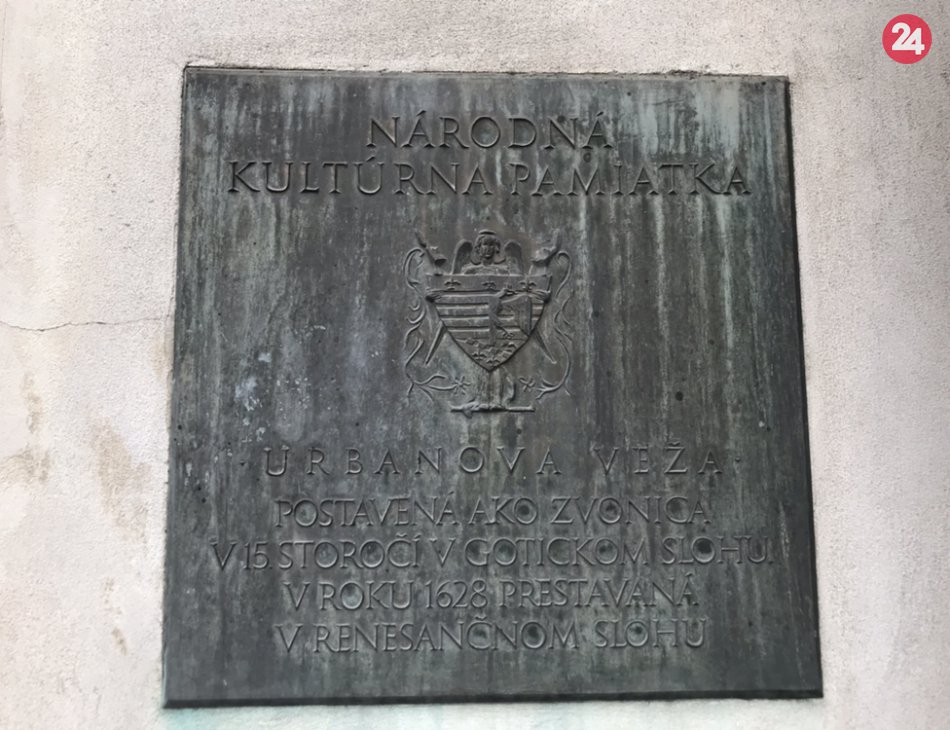 24
NÁRODNÁ
KULTÚRNA PAMIATKA
URBANOVA VEŽA
POSTAVENÁ AKO ZVONICA
V 15. STOROČÍ V GOTICKOM SLOHU.
V ROKU 1628 PRESTAVANÁ
V RENESANČNOM SLOHU